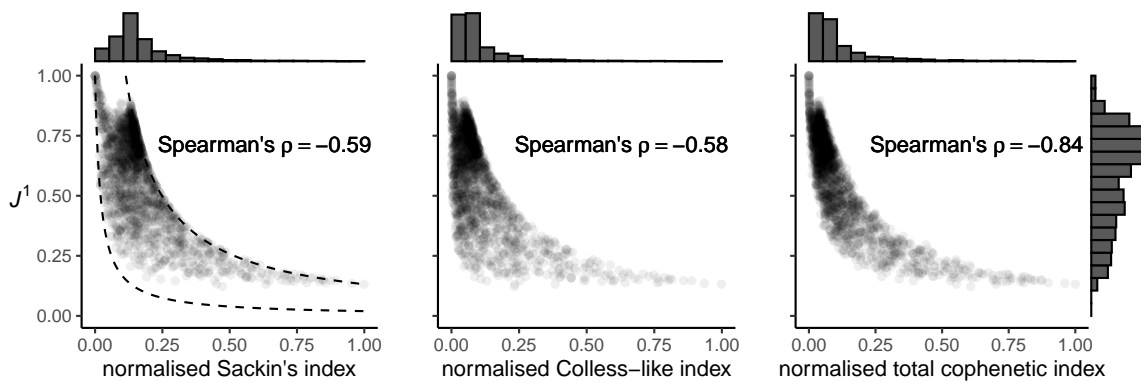 1.00
0.75
0.50
0.25
0.00
J¹
Spearman's ρ = −0.59
0.00 0.25 0.50 0.75 1.00
normalised Sackin's index
Spearman's ρ = −0.58
0.00 0.25 0.50 0.75 1.00
normalised Colless−like index
Spearman's ρ = −0.84
0.00 0.25 0.50 0.75 1.00
normalised total cophenetic index